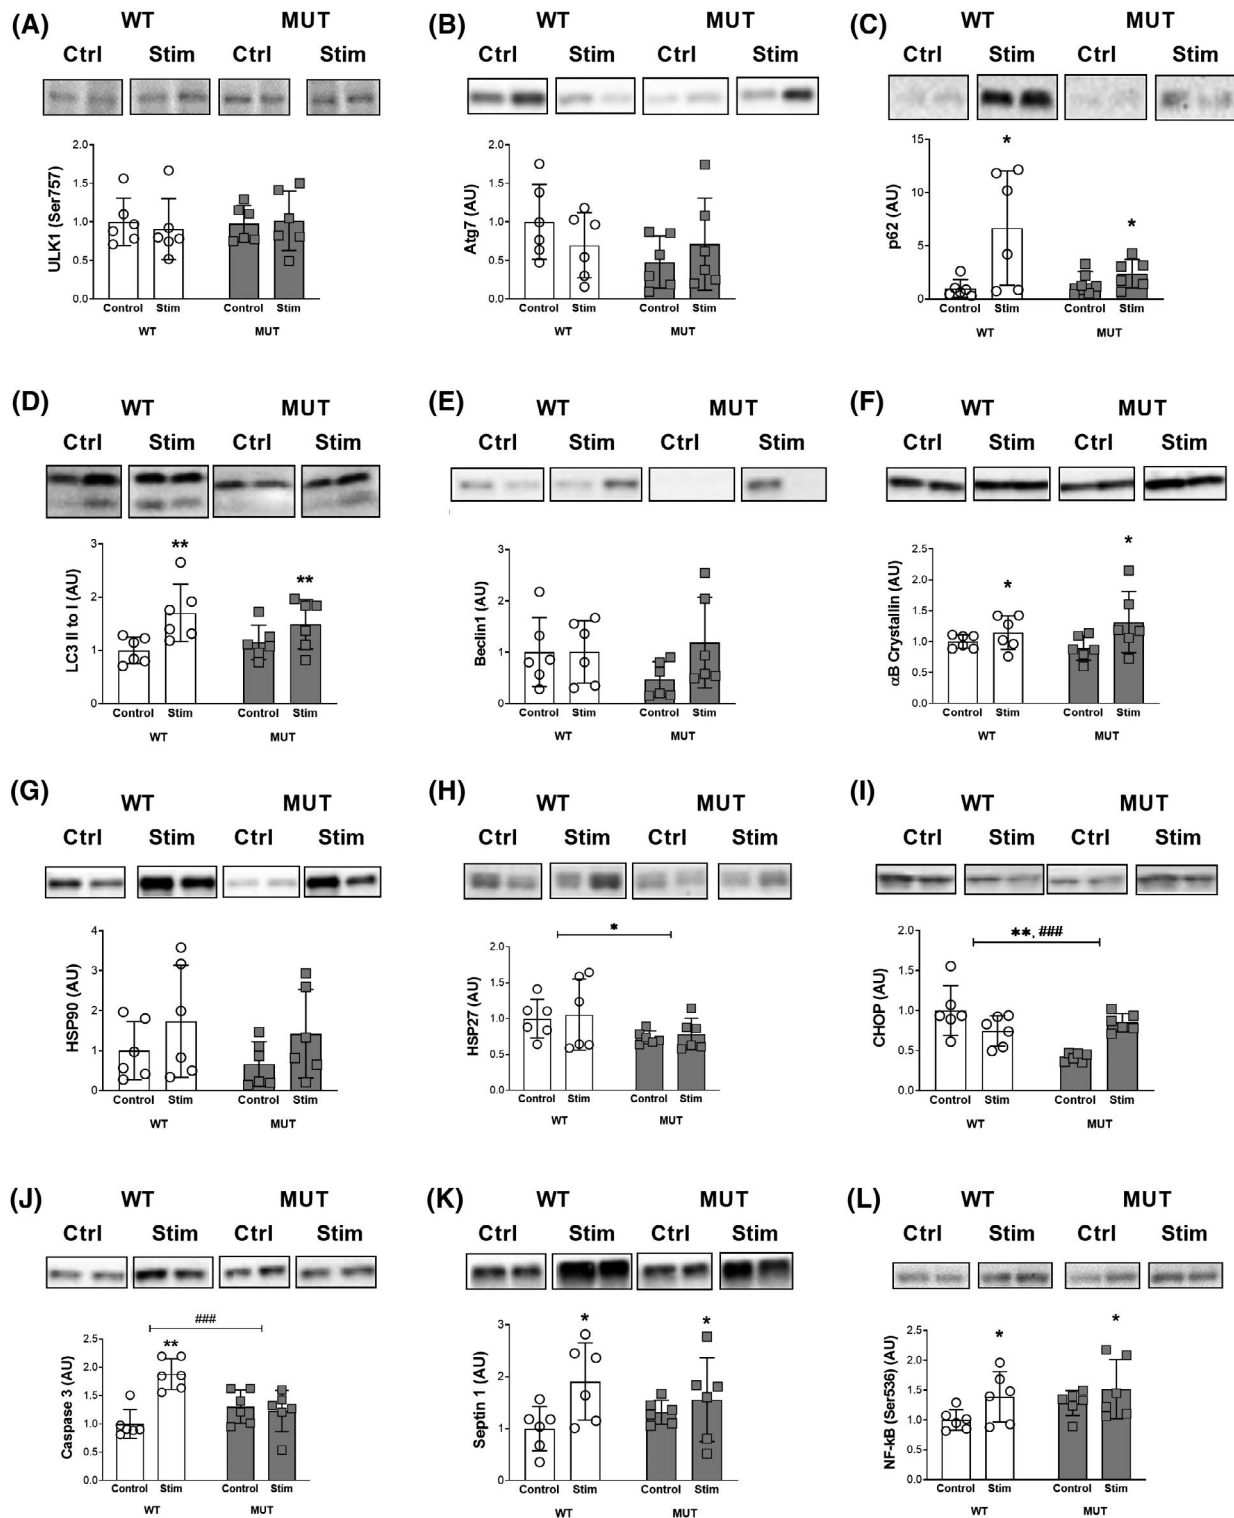 (A)
WT
MUT
Ctrl
Stim
Ctrl
Stim
ULK1 (Ser757)
2.0
1.5
1.0
0.5
0.0
Control
Stim
Control
Stim
WT
MUT
(B)
WT
MUT
Ctrl
Stim
Ctrl
Stim
Atg7 (AU)
2.0
1.5
1.0
0.5
0.0
Control
Stim
Control
Stim
WT
MUT
(C)
WT
MUT
Ctrl
Stim
Ctrl
Stim
p62 (AU)
15
10
5
0
*
*
Control
Stim
Control
Stim
WT
MUT
(D)
WT
MUT
Ctrl
Stim
Ctrl
Stim
LC3 II to I (AU)
3
2
1
0
**
**
Control
Stim
Control
Stim
WT
MUT
(E)
WT
MUT
Ctrl
Stim
Ctrl
Stim
Beclin1 (AU)
3
2
1
0
Control
Stim
Control
Stim
WT
MUT
(F)
WT
MUT
Ctrl
Stim
Ctrl
Stim
αB Crystallin (AU)
2.5
2.0
1.5
1.0
0.5
0.0
*
*
Control
Stim
Control
Stim
WT
MUT
(G)
WT
MUT
Ctrl
Stim
Ctrl
Stim
HSP90 (AU)
4
3
2
1
0
Control
Stim
Control
Stim
WT
MUT
(H)
WT
MUT
Ctrl
Stim
Ctrl
Stim
HSP27 (AU)
2.0
1.5
1.0
0.5
0.0
*
Control
Stim
Control
Stim
WT
MUT
(I)
WT
MUT
Ctrl
Stim
Ctrl
Stim
CHOP (AU)
2.0
1.5
1.0
0.5
0.0
**, ###
Control
Stim
Control
Stim
WT
MUT
(J)
WT
MUT
Ctrl
Stim
Ctrl
Stim
Caspase 3 (AU)
2.5
2.0
1.5
1.0
0.5
0.0
###
**
Control
Stim
Control
Stim
WT
MUT
(K)
WT
MUT
Ctrl
Stim
Ctrl
Stim
Septin 1 (AU)
3
2
1
0
*
*
Control
Stim
Control
Stim
WT
MUT
(L)
WT
MUT
Ctrl
Stim
Ctrl
Stim
NF-kB (Ser536) (AU)
2.5
2.0
1.5
1.0
0.5
0.0
*
*
Control
Stim
Control
Stim
WT
MUT